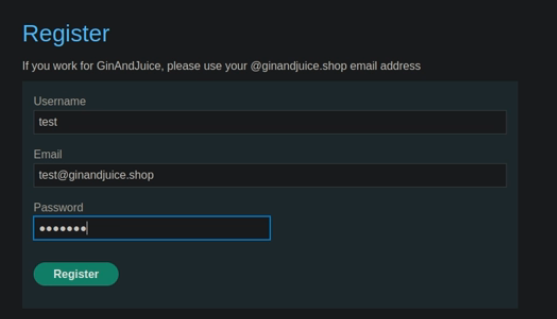 Register
If you work for GinAndJuice, please use your @ginandjuice.shop email address
Username
test
Email
test@ginandjuice.shop
Password
●●●●●●●
Register